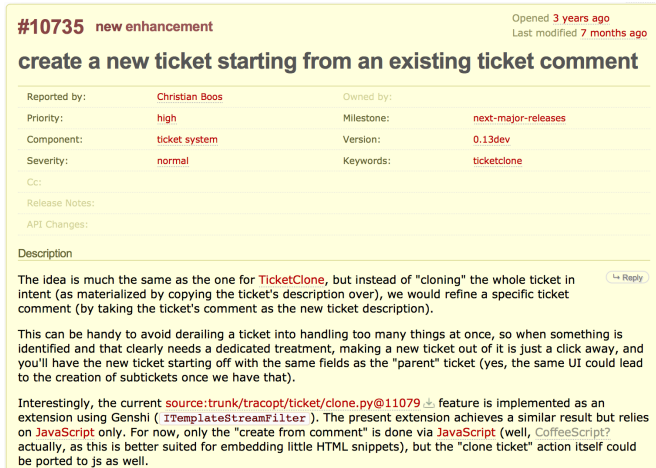 #10735 new enhancement
Opened 3 years ago
Last modified 7 months ago
create a new ticket starting from an existing ticket comment
Reported by: Christian Boos Owned by:
Priority: high Milestone: next-major-releases
Component: ticket system Version: 0.13dev
Severity: normal Keywords: ticketclone
Cc:
Release Notes:
API Changes:
Description
↪ Reply
The idea is much the same as the one for TicketClone, but instead of "cloning" the whole ticket in
intent (as materialized by copying the ticket's description over), we would refine a specific ticket
comment (by taking the ticket's comment as the new ticket description).
This can be handy to avoid derailing a ticket into handling too many things at once, so when something is
identified and that clearly needs a dedicated treatment, making a new ticket out of it is just a click away, and
you'll have the new ticket starting off with the same fields as the "parent" ticket (yes, the same UI could lead
to the creation of subtickets once we have that).
Interestingly, the current source:trunk/tracopt/ticket/clone.py@11079 feature is implemented as an
extension using Genshi (ITemplateStreamFilter). The present extension achieves a similar result but relies
on JavaScript only. For now, only the "create from comment" is done via JavaScript (well, CoffeeScript?
actually, as this is better suited for embedding little HTML snippets), but the "clone ticket" action itself could
be ported to js as well.